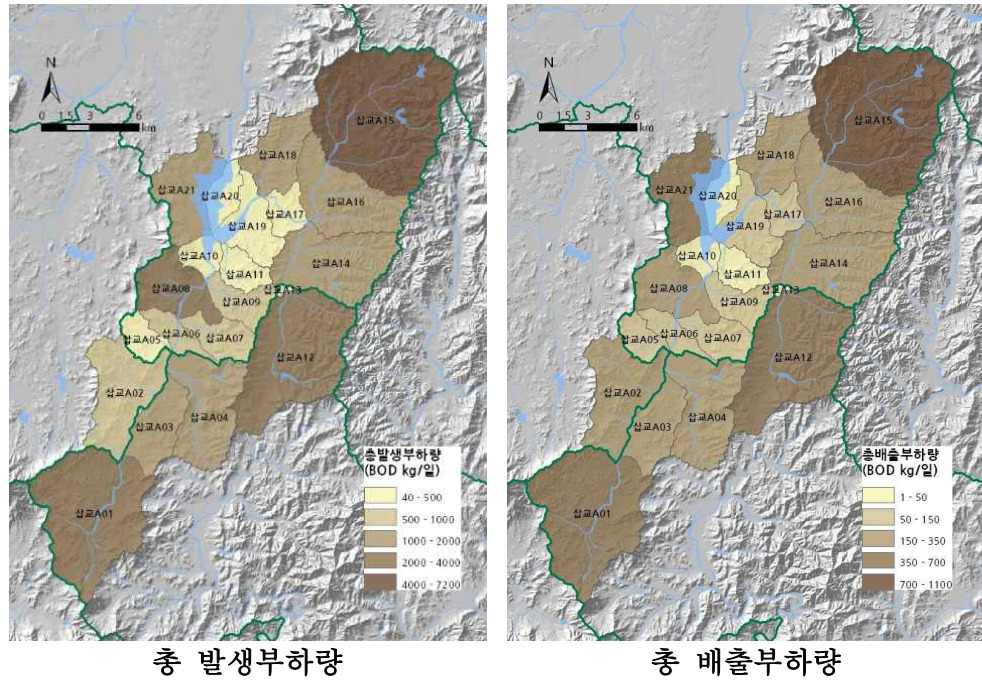 N
0 1.5 3 6
km
삽교A15
삽교A18
삽교A21
삽교A20
삽교A17
삽교A16
삽교A19
삽교A10
삽교A11
삽교A14
삽교A08
삽교A09
삽교A13
삽교A05
삽교A06
삽교A07
삽교A12
삽교A02
삽교A03
삽교A04
삽교A01
총발생부하량
(BOD kg/일)
40 - 500
500 - 1000
1000 - 2000
2000 - 4000
4000 - 7200
총 발생부하량
N
0 1.5 3 6
km
삽교A15
삽교A18
삽교A21
삽교A20
삽교A17
삽교A16
삽교A19
삽교A10
삽교A11
삽교A14
삽교A08
삽교A09
삽교A13
삽교A05
삽교A06
삽교A07
삽교A12
삽교A02
삽교A03
삽교A04
삽교A01
총배출부하량
(BOD kg/일)
1 - 50
50 - 150
150 - 350
350 - 700
700 - 1100
총 배출부하량